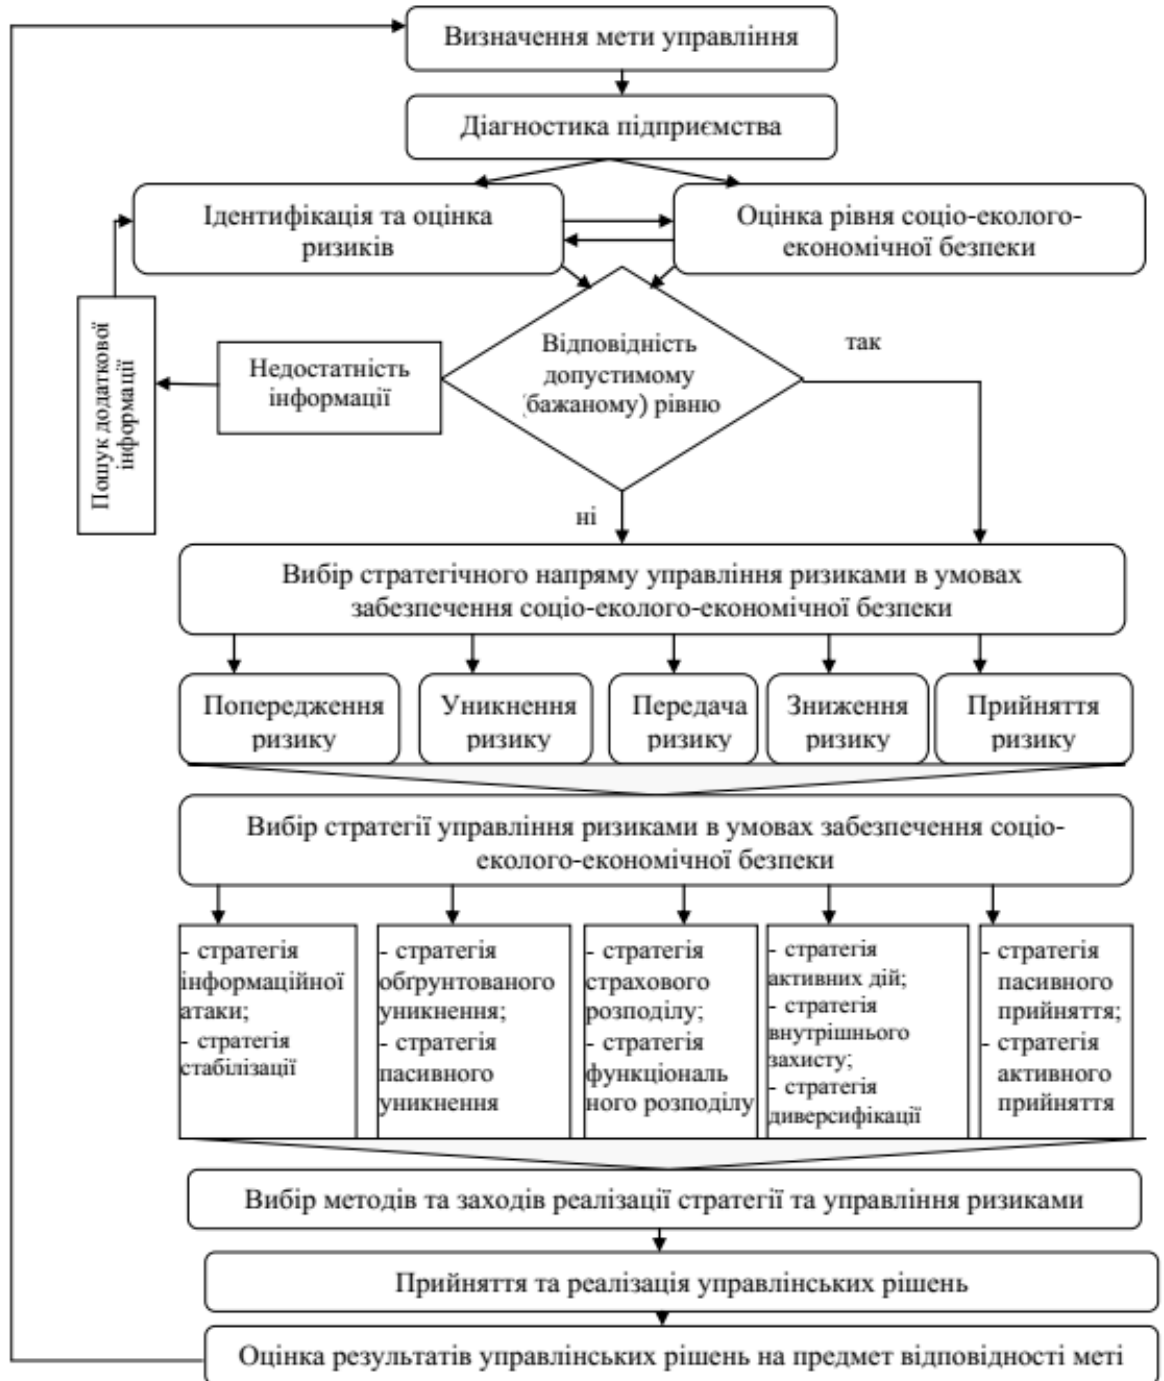 Визначення мети управління
Діагностика підприємства
Ідентифікація та оцінка
ризиків
Оцінка рівня соціо-еколого-
економічної безпеки
Відповідність
допустимому
(бажаному) рівню
так
Недостатність
інформації
Пошук додаткової
інформації
ні
Вибір стратегічного напряму управління ризиками в умовах
забезпечення соціо-еколого-економічної безпеки
Попередження
ризику
Уникнення
ризику
Передача
ризику
Зниження
ризику
Прийняття
ризику
Вибір стратегії управління ризиками в умовах забезпечення соціо-
еколого-економічної безпеки
- стратегія
інформаційної
атаки;
- стратегія
стабілізації
- стратегія
обґрунтованого
уникнення;
- стратегія
пасивного
уникнення
- стратегія
страхового
розподілу;
- стратегія
функціональ
ного розподілу
- стратегія
активних дій;
- стратегія
внутрішнього
захисту;
- стратегія
диверсифікації
- стратегія
пасивного
прийняття;
- стратегія
активного
прийняття
Вибір методів та заходів реалізації стратегії та управління ризиками
Прийняття та реалізація управлінських рішень
Оцінка результатів управлінських рішень на предмет відповідності меті